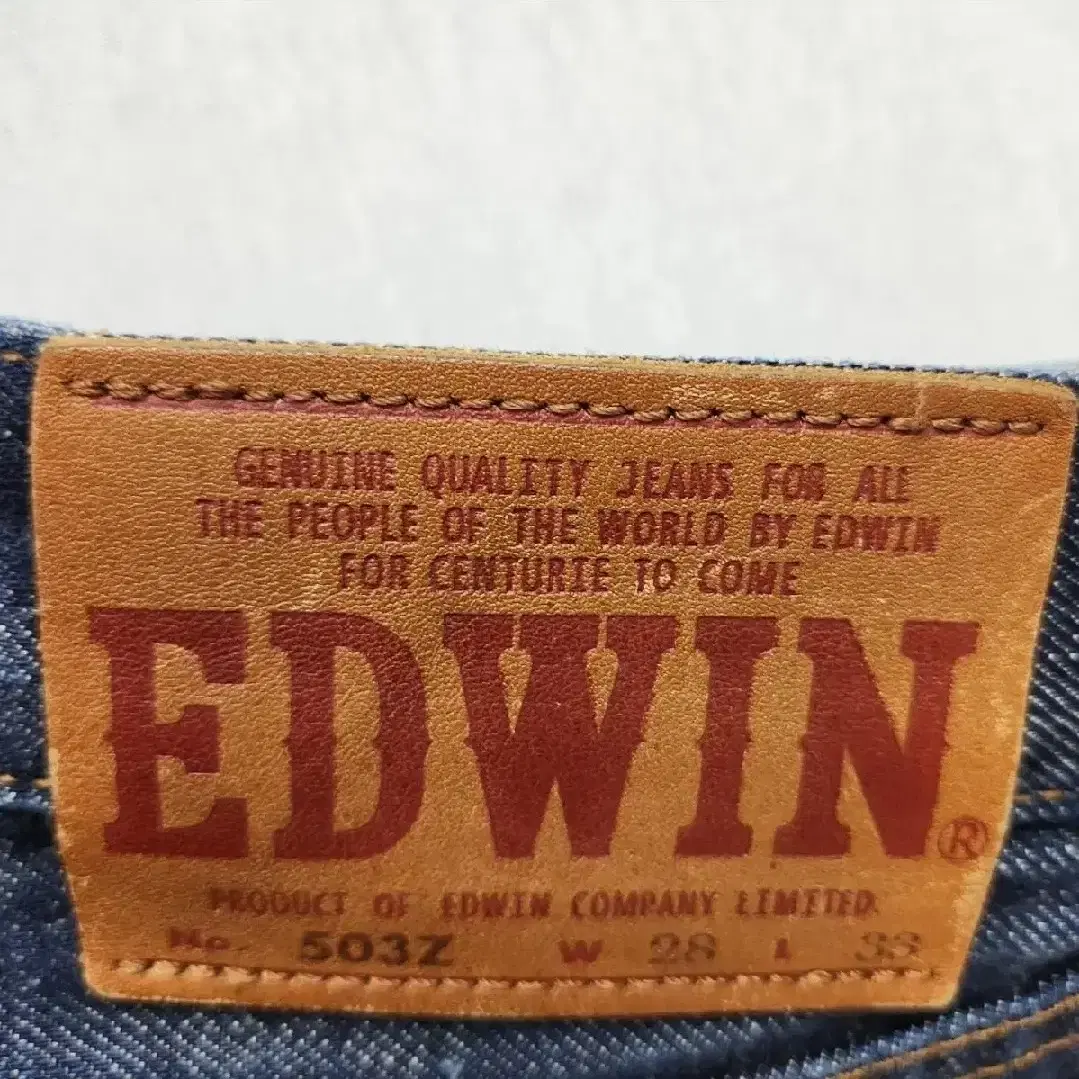 GENUINE QUALITY JEANS FOR ALL
THE PEOPLE OF THE WORLD BY EDWIN
FOR CENTURIE TO COME
EDWIN®
PRODUCT OF EDWIN COMPANY LIMITED.
No. 503Z W 28 L 33